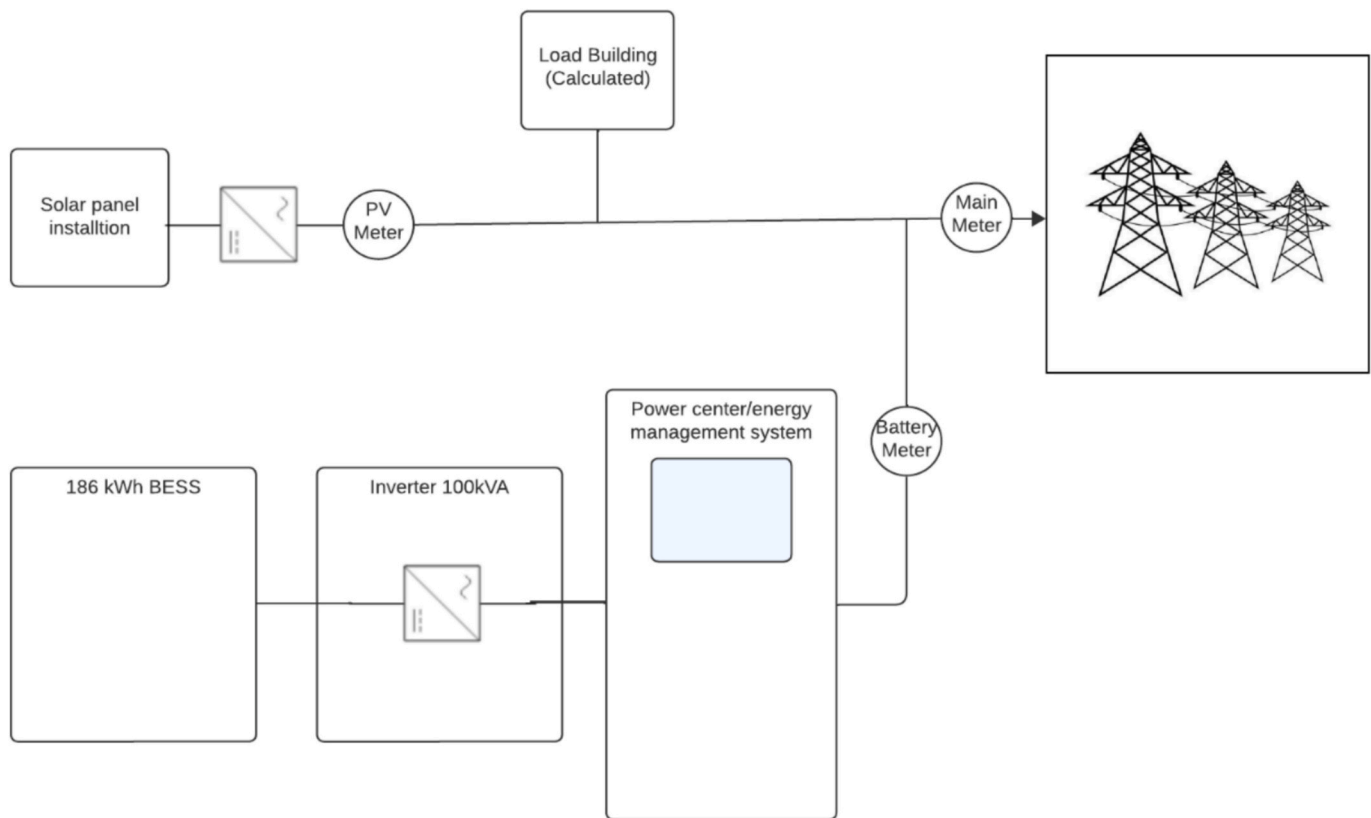 Load Building
(Calculated)
Solar panel
installtion
PV
Meter
Main
Meter
Power center/energy
management system
Battery
Meter
186 kWh BESS
Inverter 100kVA